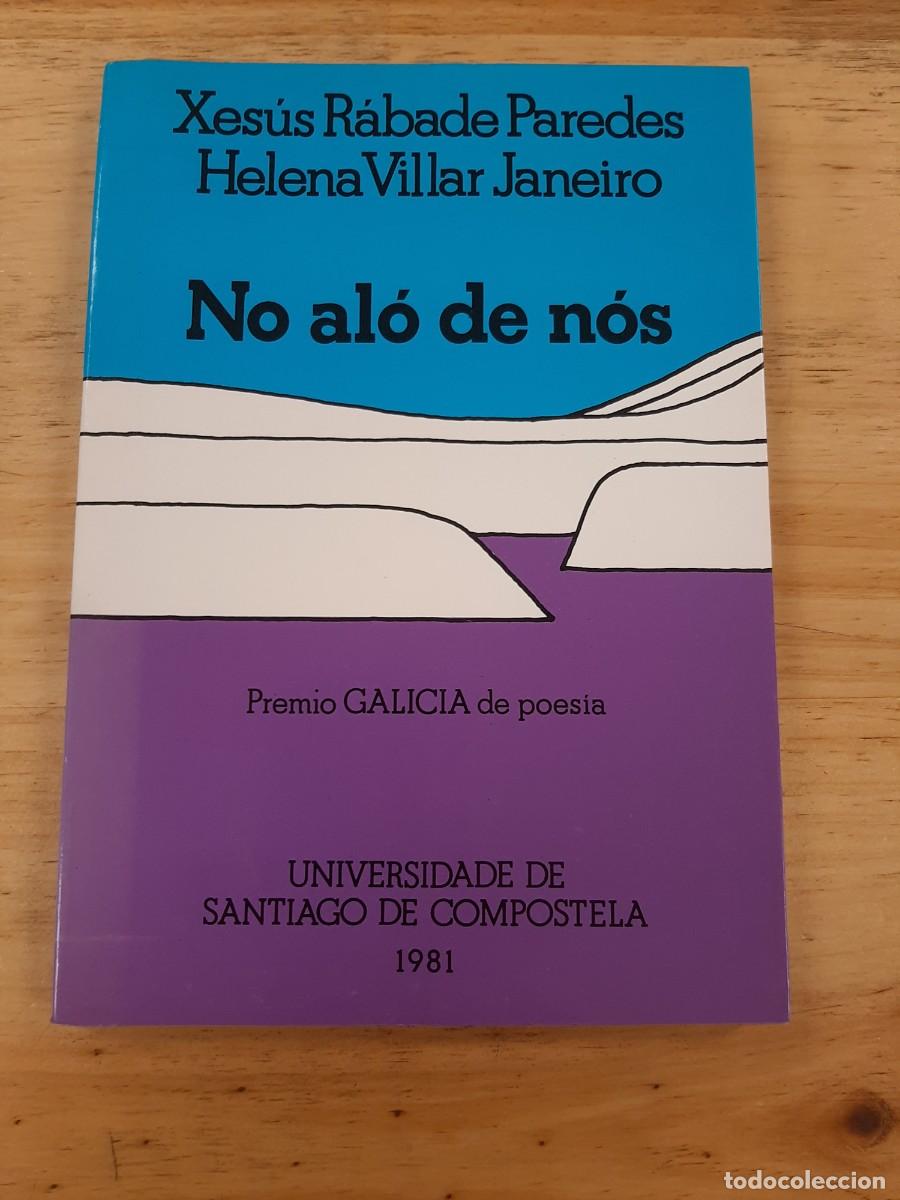 Xesús Rábade Paredes
Helena Villar Janeiro
No aló de nós
Premio GALICIA de poesía
UNIVERSIDADE DE
SANTIAGO DE COMPOSTELA
1981
todocoleccion